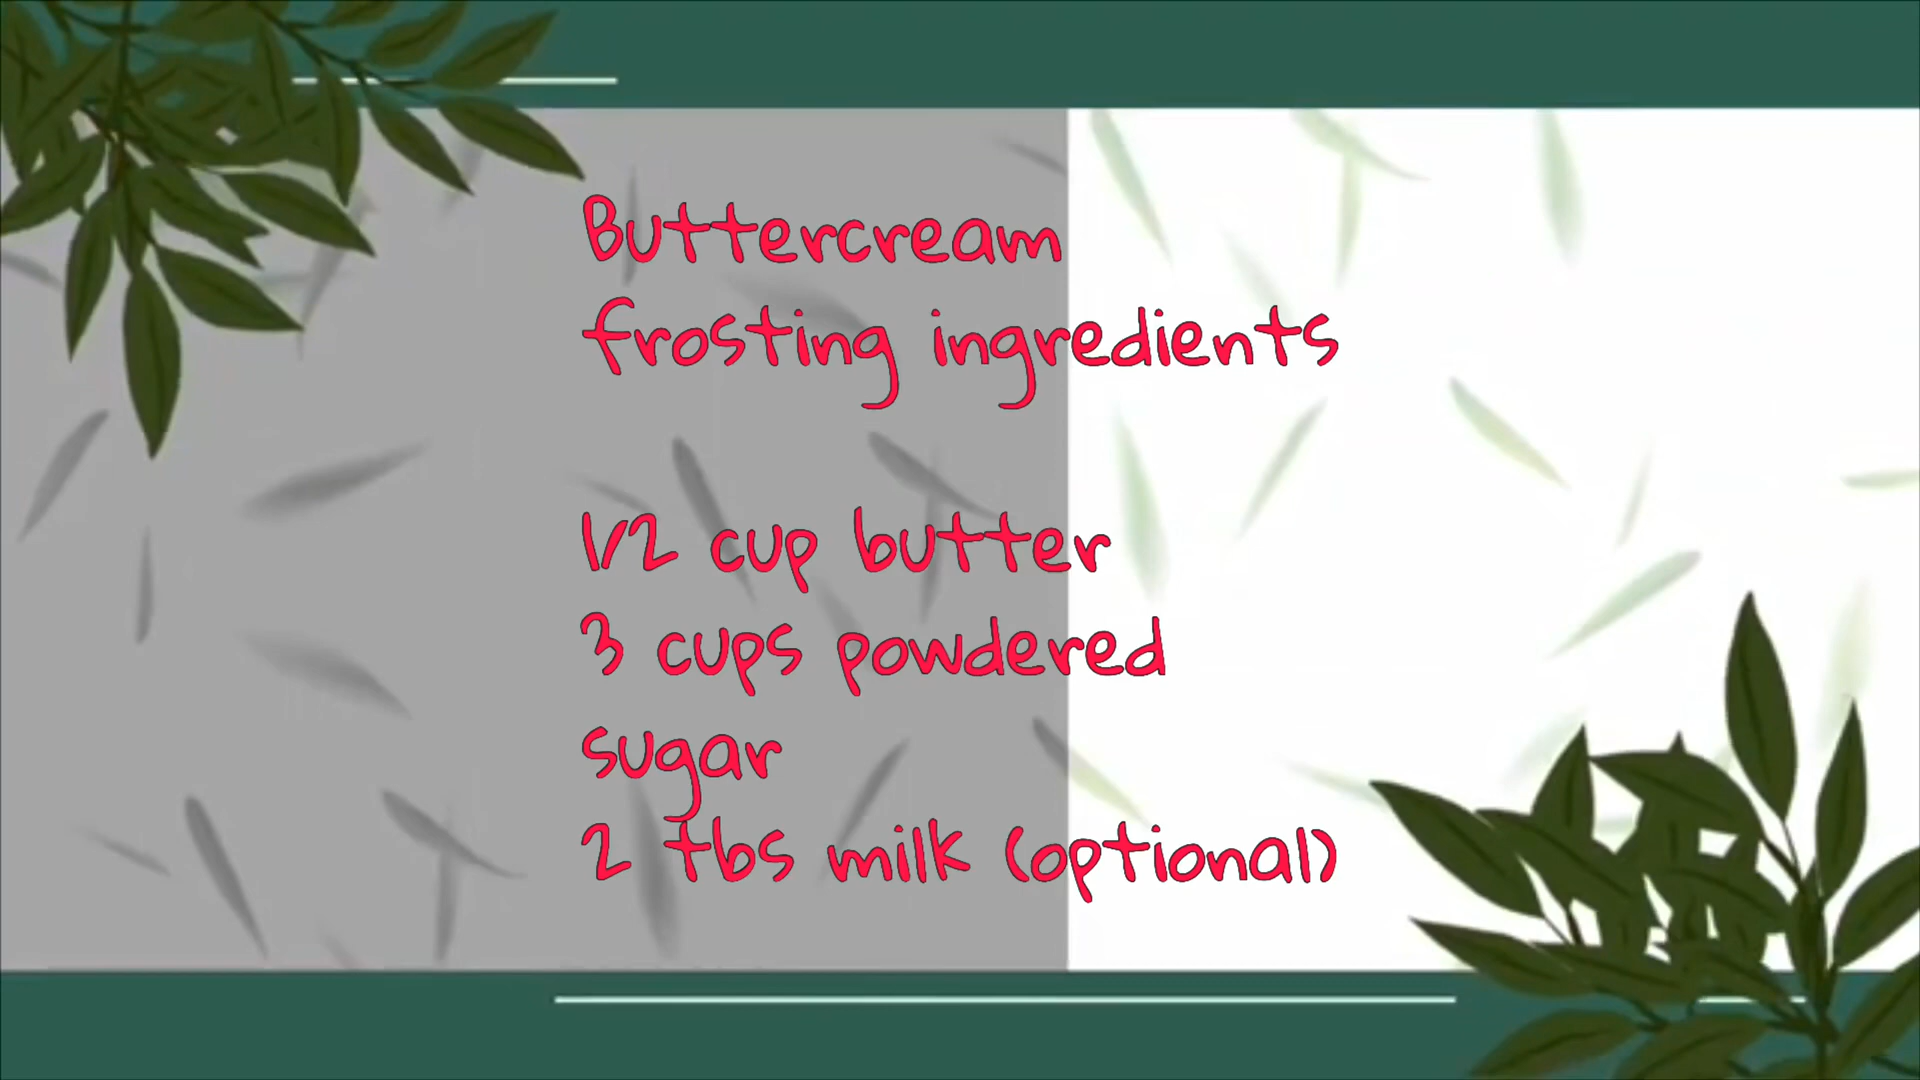 Buttercream
frosting ingredients
1/2 cup butter
3 cups powdered
sugar
2 tbs milk (optional)